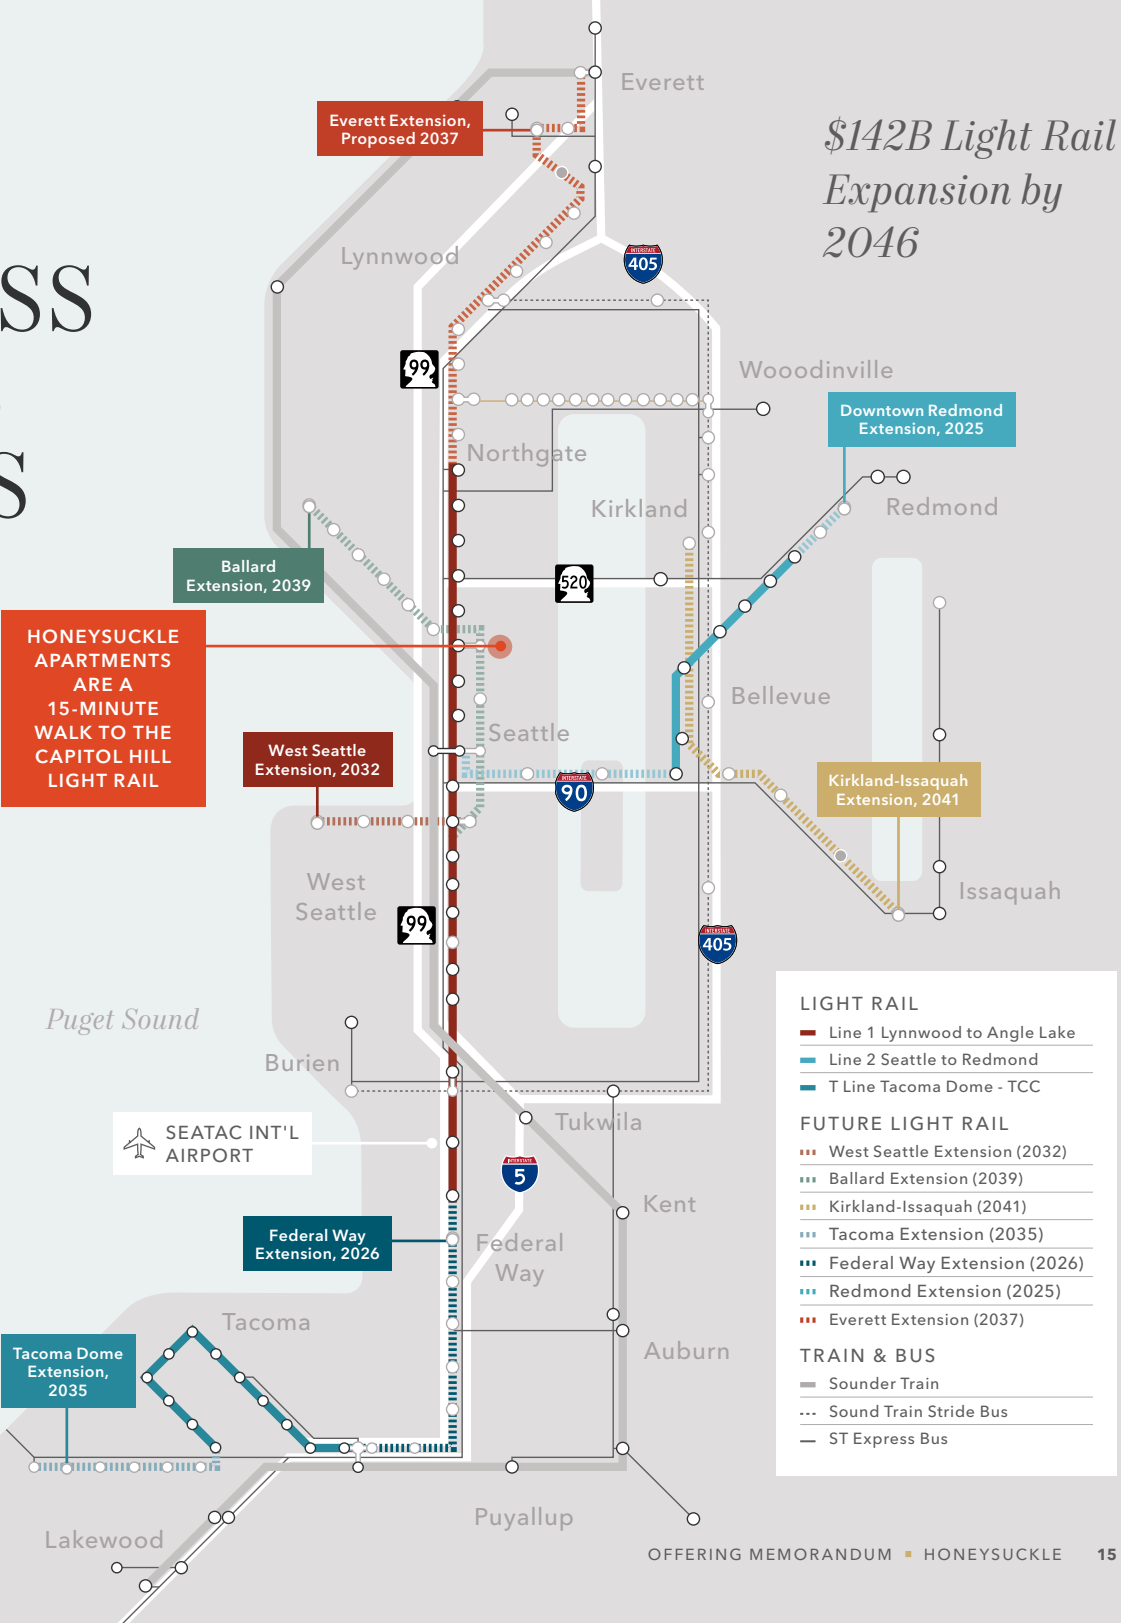 Everett
Everett Extension,
Proposed 2037
$142B Light Rail
Expansion by
2046
SS
S
Lynnwood
INTERSTATE
405
99
Wooodinville
Downtown Redmond
Extension, 2025
Northgate
Kirkland
Redmond
Ballard
Extension, 2039
520
HONEYSUCKLE
APARTMENTS
ARE A
15-MINUTE
WALK TO THE
CAPITOL HILL
LIGHT RAIL
Bellevue
Seattle
West Seattle
Extension, 2032
INTERSTATE
90
Kirkland-Issaquah
Extension, 2041
West
Seattle
Issaquah
99
INTERSTATE
405
Puget Sound
Burien
Tukwila
SEATAC INT'L
AIRPORT
INTERSTATE
5
Kent
Federal Way
Extension, 2026
Federal
Way
Tacoma
Auburn
Tacoma Dome
Extension,
2035
Puyallup
Lakewood
LIGHT RAIL
Line 1 Lynnwood to Angle Lake
Line 2 Seattle to Redmond
T Line Tacoma Dome - TCC
FUTURE LIGHT RAIL
West Seattle Extension (2032)
Ballard Extension (2039)
Kirkland-Issaquah (2041)
Tacoma Extension (2035)
Federal Way Extension (2026)
Redmond Extension (2025)
Everett Extension (2037)
TRAIN & BUS
Sounder Train
Sound Train Stride Bus
ST Express Bus
OFFERING MEMORANDUM ▪ HONEYSUCKLE 15